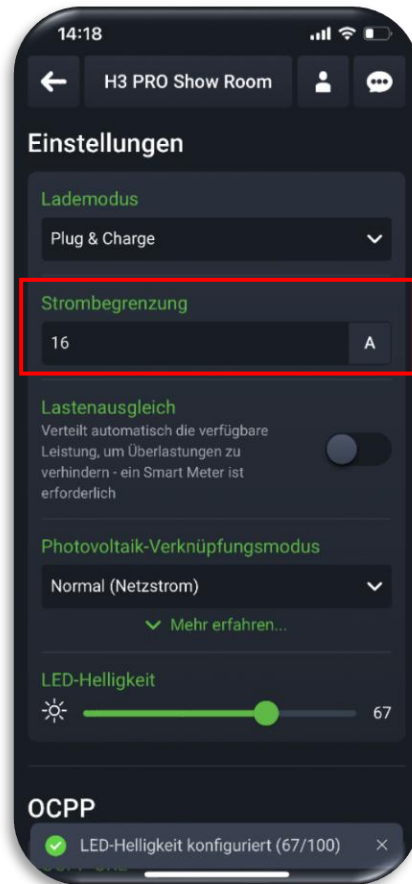 14:18
H3 PRO Show Room
Einstellungen
Lademodus
Plug & Charge
Strombegrenzung
16 A
Lastenausgleich
Verteilt automatisch die verfügbare
Leistung, um Überlastungen zu
verhindern - ein Smart Meter ist
erforderlich
Photovoltaik-Verknüpfungsmodus
Normal (Netzstrom)
Mehr erfahren...
LED-Helligkeit
67
OCPP
LED-Helligkeit konfiguriert (67/100)